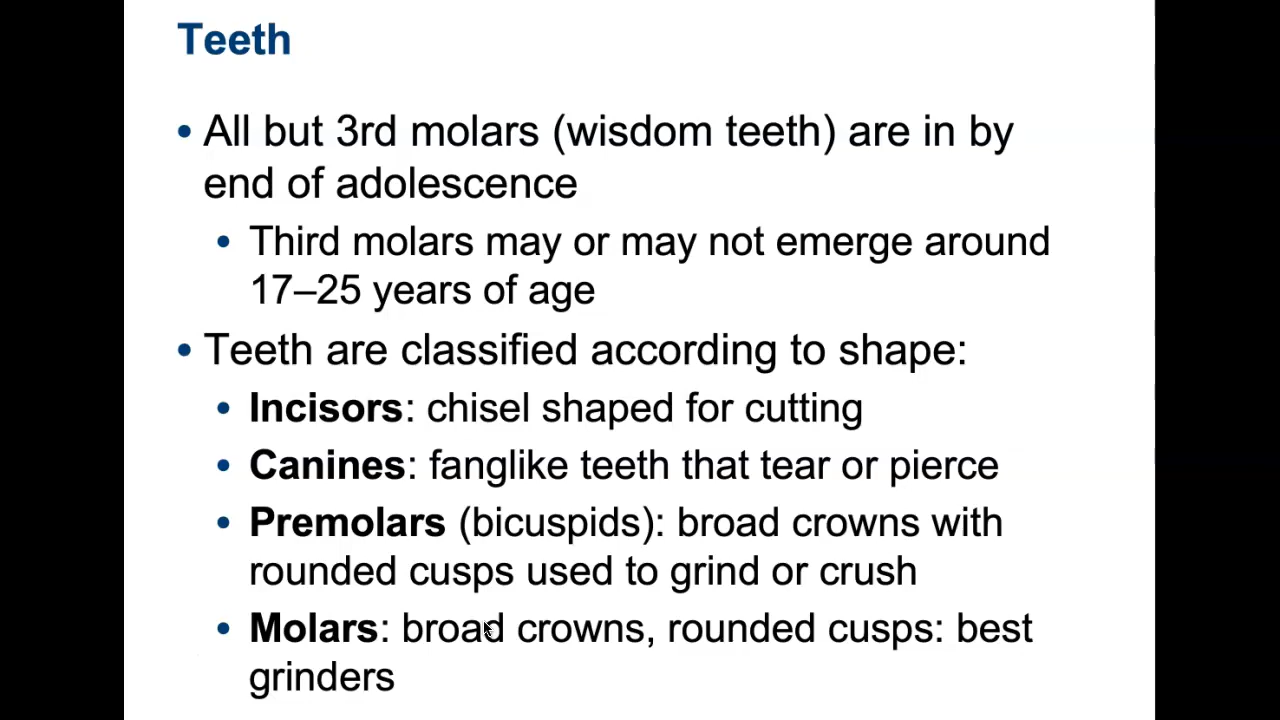 Teeth
• All but 3rd molars (wisdom teeth) are in by
end of adolescence
• Third molars may or may not emerge around
17–25 years of age
• Teeth are classified according to shape:
• Incisors: chisel shaped for cutting
• Canines: fanglike teeth that tear or pierce
• Premolars (bicuspids): broad crowns with
rounded cusps used to grind or crush
• Molars: broad crowns, rounded cusps: best
grinders